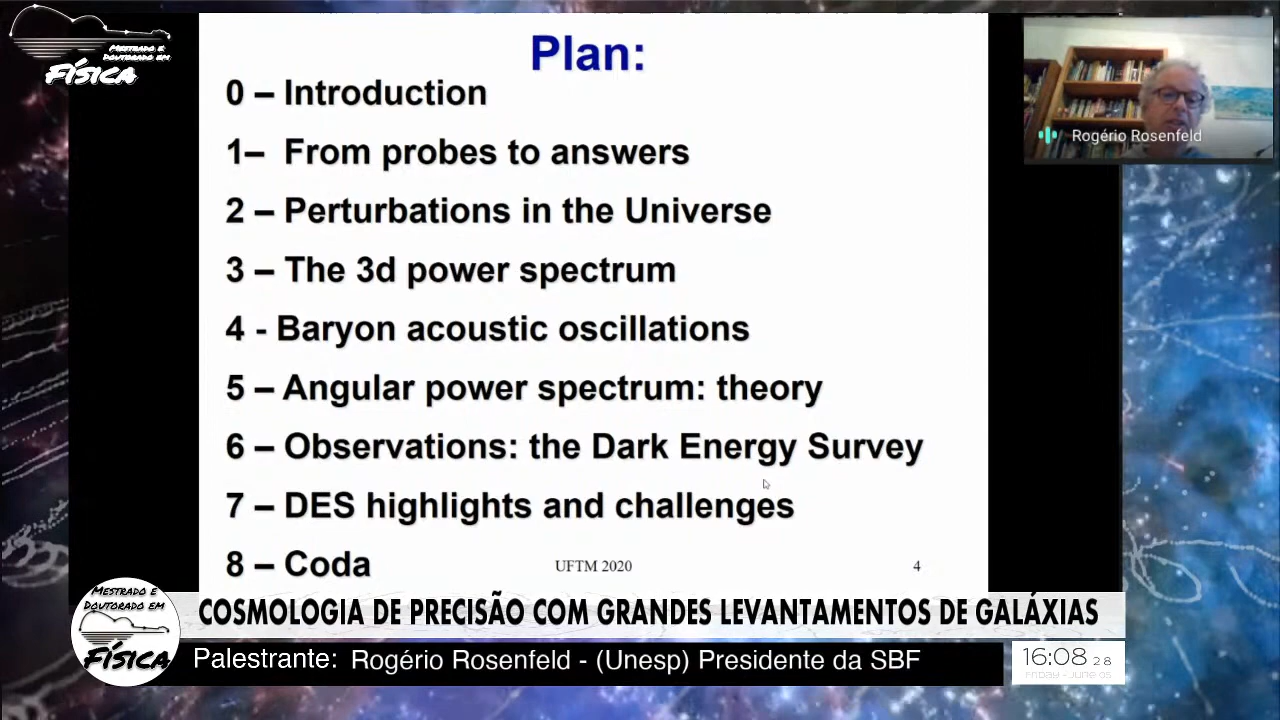 MESTRADO E
DOUTORADO EM
FÍSICA
Plan:
0 – Introduction
1– From probes to answers
2 – Perturbations in the Universe
3 – The 3d power spectrum
4 - Baryon acoustic oscillations
5 – Angular power spectrum: theory
6 – Observations: the Dark Energy Survey
7 – DES highlights and challenges
8 – Coda
UFTM 2020
4
Rogério Rosenfeld
MESTRADO E
DOUTORADO EM
FÍSICA
COSMOLOGIA DE PRECISÃO COM GRANDES LEVANTAMENTOS DE GALÁXIAS
Palestrante: Rogério Rosenfeld - (Unesp) Presidente da SBF
16:08 28
FRIDAY - JUNE 05